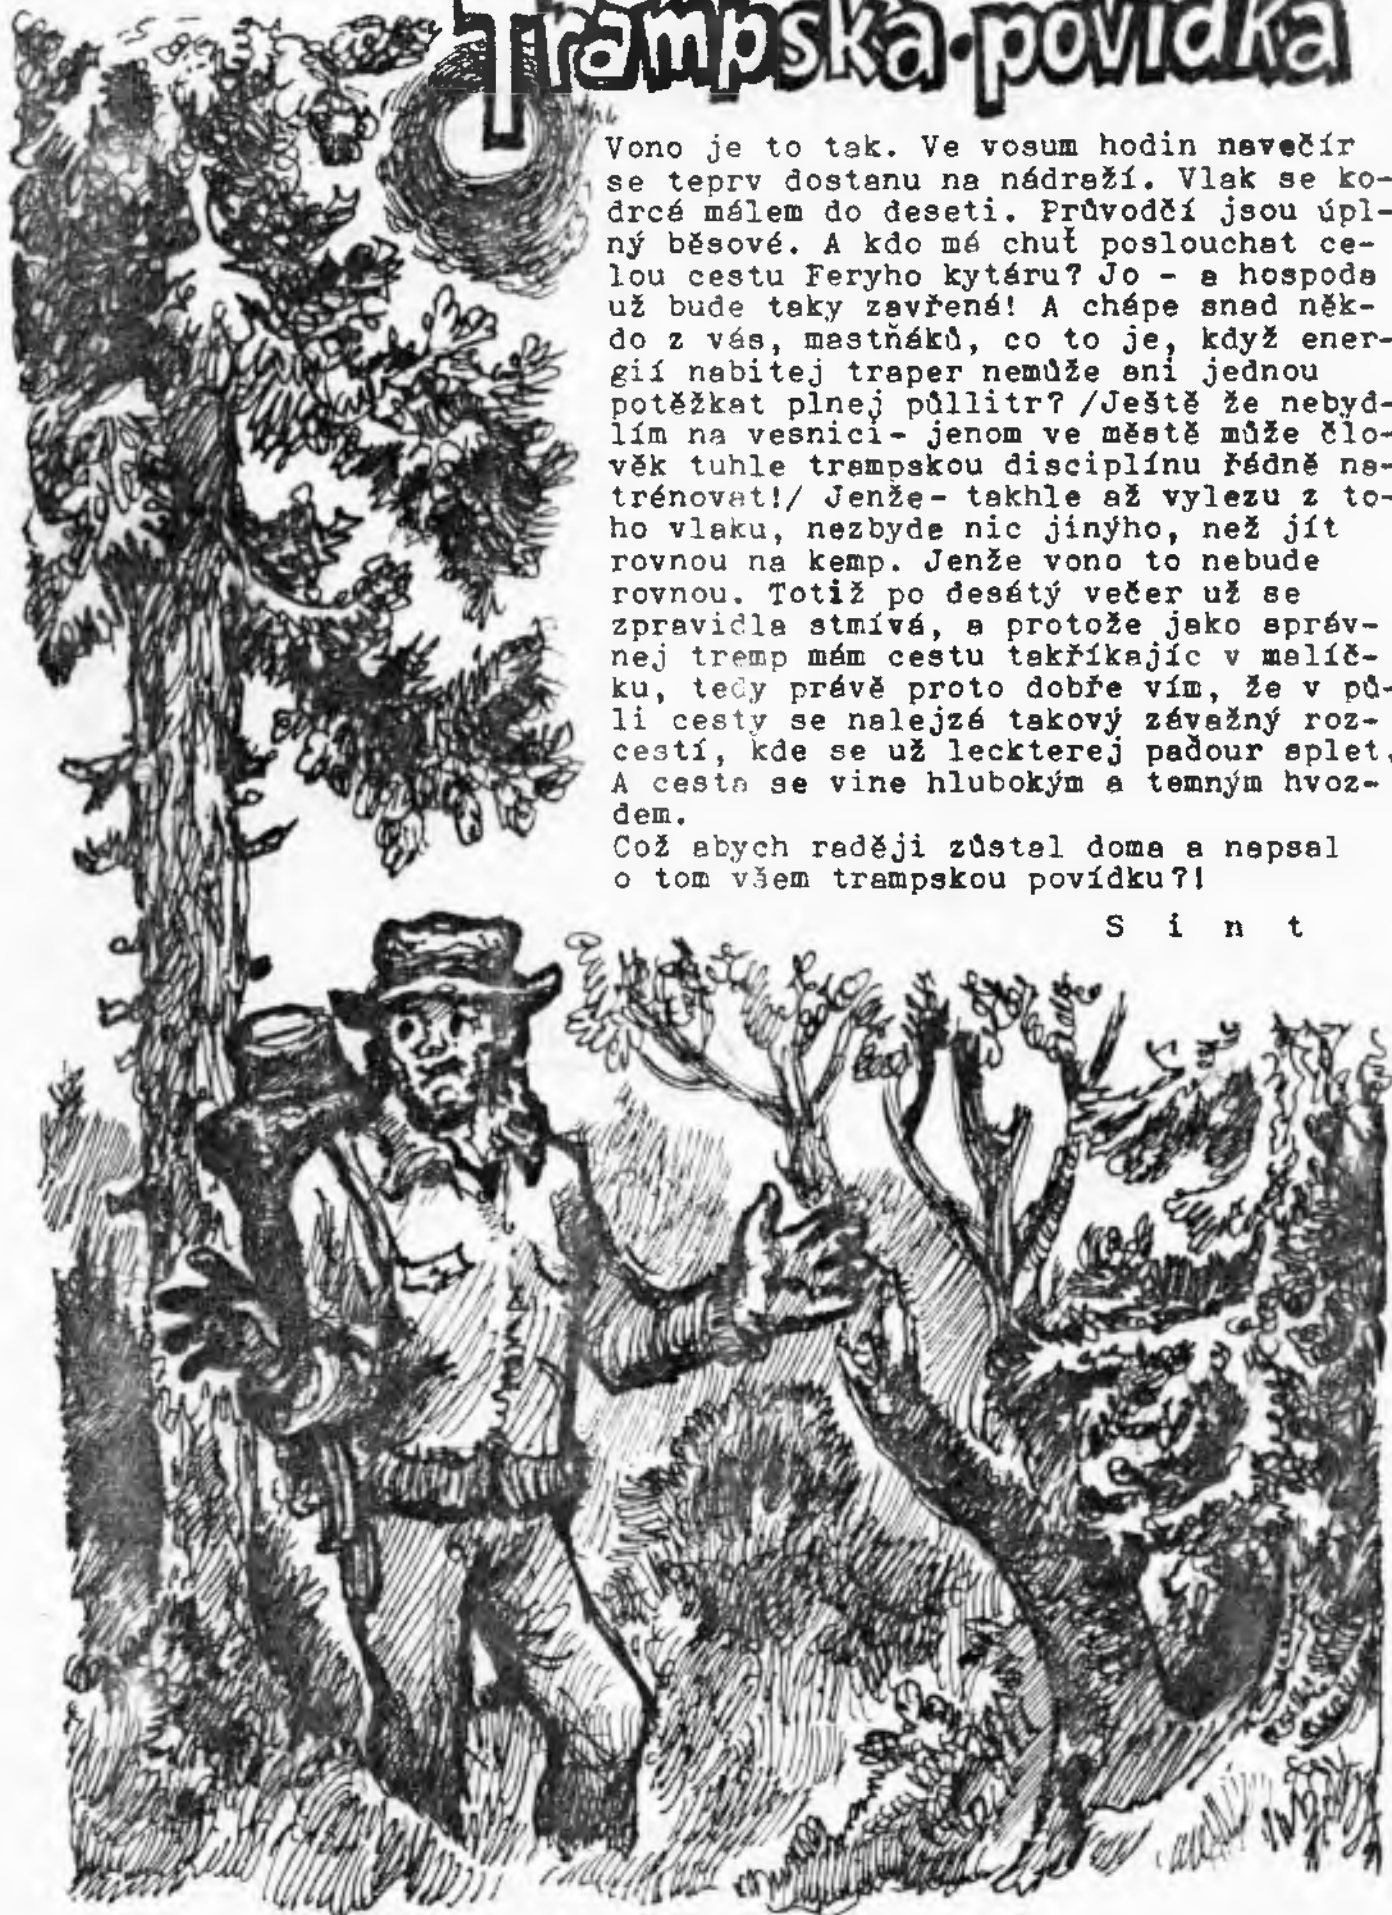 Trampská•povídka
Vono je to tak. Ve vosum hodin navečír
se teprv dostanu na nádraží. Vlak se ko-
drcá málem do deseti. Průvodčí jsou úpl-
ný běsové. A kdo má chuť poslouchat ce-
lou cestu Feryho kytáru? Jo - a hospoda
už bude taky zavřená! A chápe snad něk-
do z vás, mastňáků, co to je, když ener-
gií nabitej traper nemůže ani jednou
potěžkat plnej půllitr? /Ještě že nebyd-
lím na vesnici- jenom ve městě může člo-
věk tuhle trampskou disciplínu řádně na-
trénovat!/ Jenže- takhle až vylezu z to-
ho vlaku, nezbyde nic jinýho, než jít
rovnou na kemp. Jenže vono to nebude
rovnou. Totiž po desátý večer už se
zpravidla stmívá, a protože jako správ-
nej tremp mám cestu takříkajíc v malíč-
ku, tedy právě proto dobře vím, že v pů-
li cesty se nalejzá takový závažný roz-
cestí, kde se už leckterej paďour splet.
A cesta se vine hlubokým a temným hvoz-
dem.
Což abych raději zůstal doma a napsal
o tom všem trampskou povídku?!
S i n t